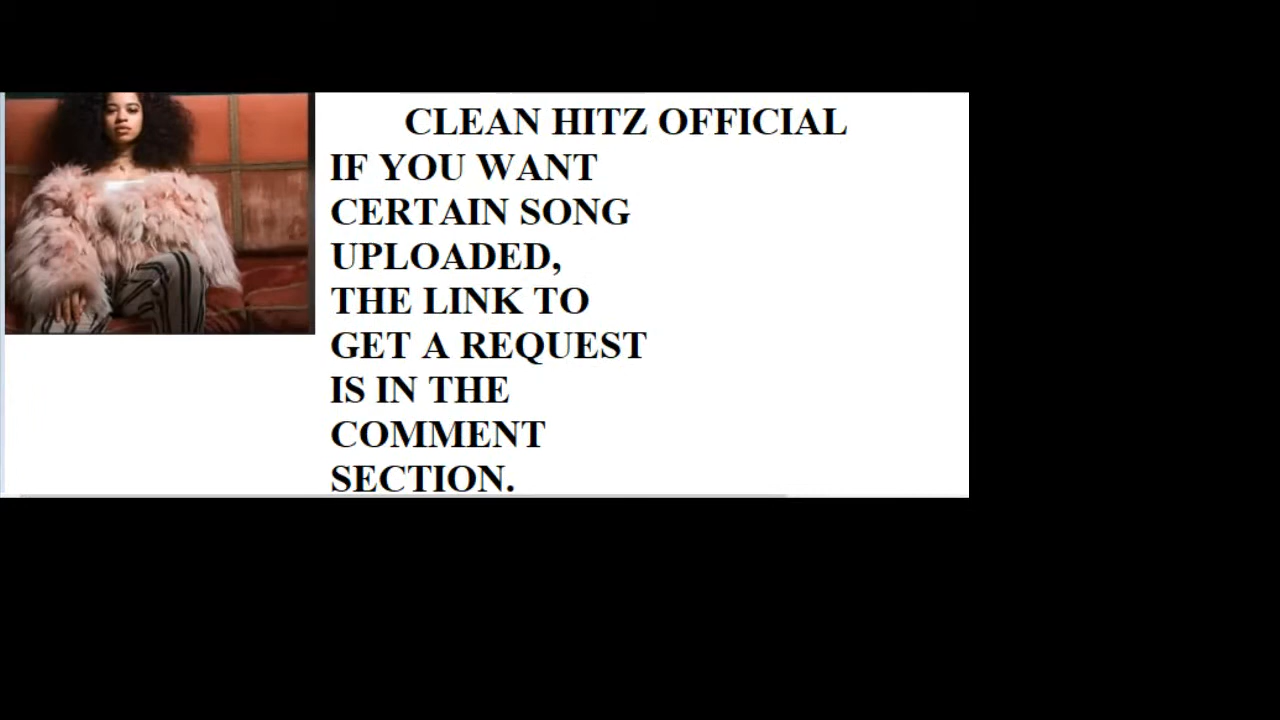 CLEAN HITZ OFFICIAL
IF YOU WANT
CERTAIN SONG
UPLOADED,
THE LINK TO
GET A REQUEST
IS IN THE
COMMENT
SECTION.